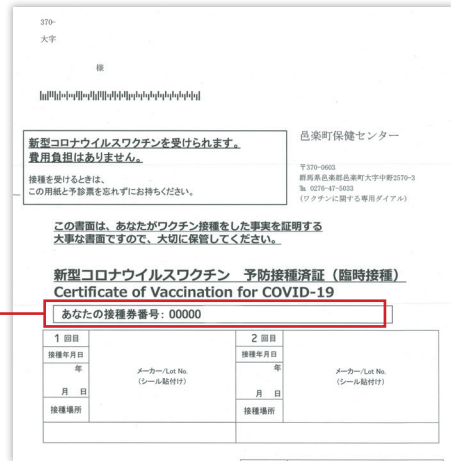 370-
大字
様
新型コロナウイルスワクチンを受けられます。
費用負担はありません。
接種を受けるときは、
この用紙と予診票を忘れずにお持ちください。
邑楽町保健センター
〒370-0603
群馬県邑楽郡邑楽町大字中野2570-3
℡ 0276-47-5033
(ワクチンに関する専用ダイアル)
この書面は、あなたがワクチン接種をした事実を証明する
大事な書面ですので、大切に保管してください。
新型コロナウイルスワクチン 予防接種済証(臨時接種)
Certificate of Vaccination for COVID-19
あなたの接種券番号: 00000
1 回目
2 回目
接種年月日
メーカー/Lot No.
(シール貼付け)
接種年月日
メーカー/Lot No.
(シール貼付け)
年
年
月 日
月 日
接種場所
接種場所